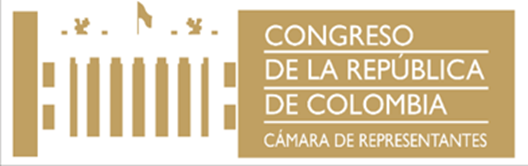 CONGRESO
DE LA REPÚBLICA
DE COLOMBIA
CÁMARA DE REPRESENTANTES